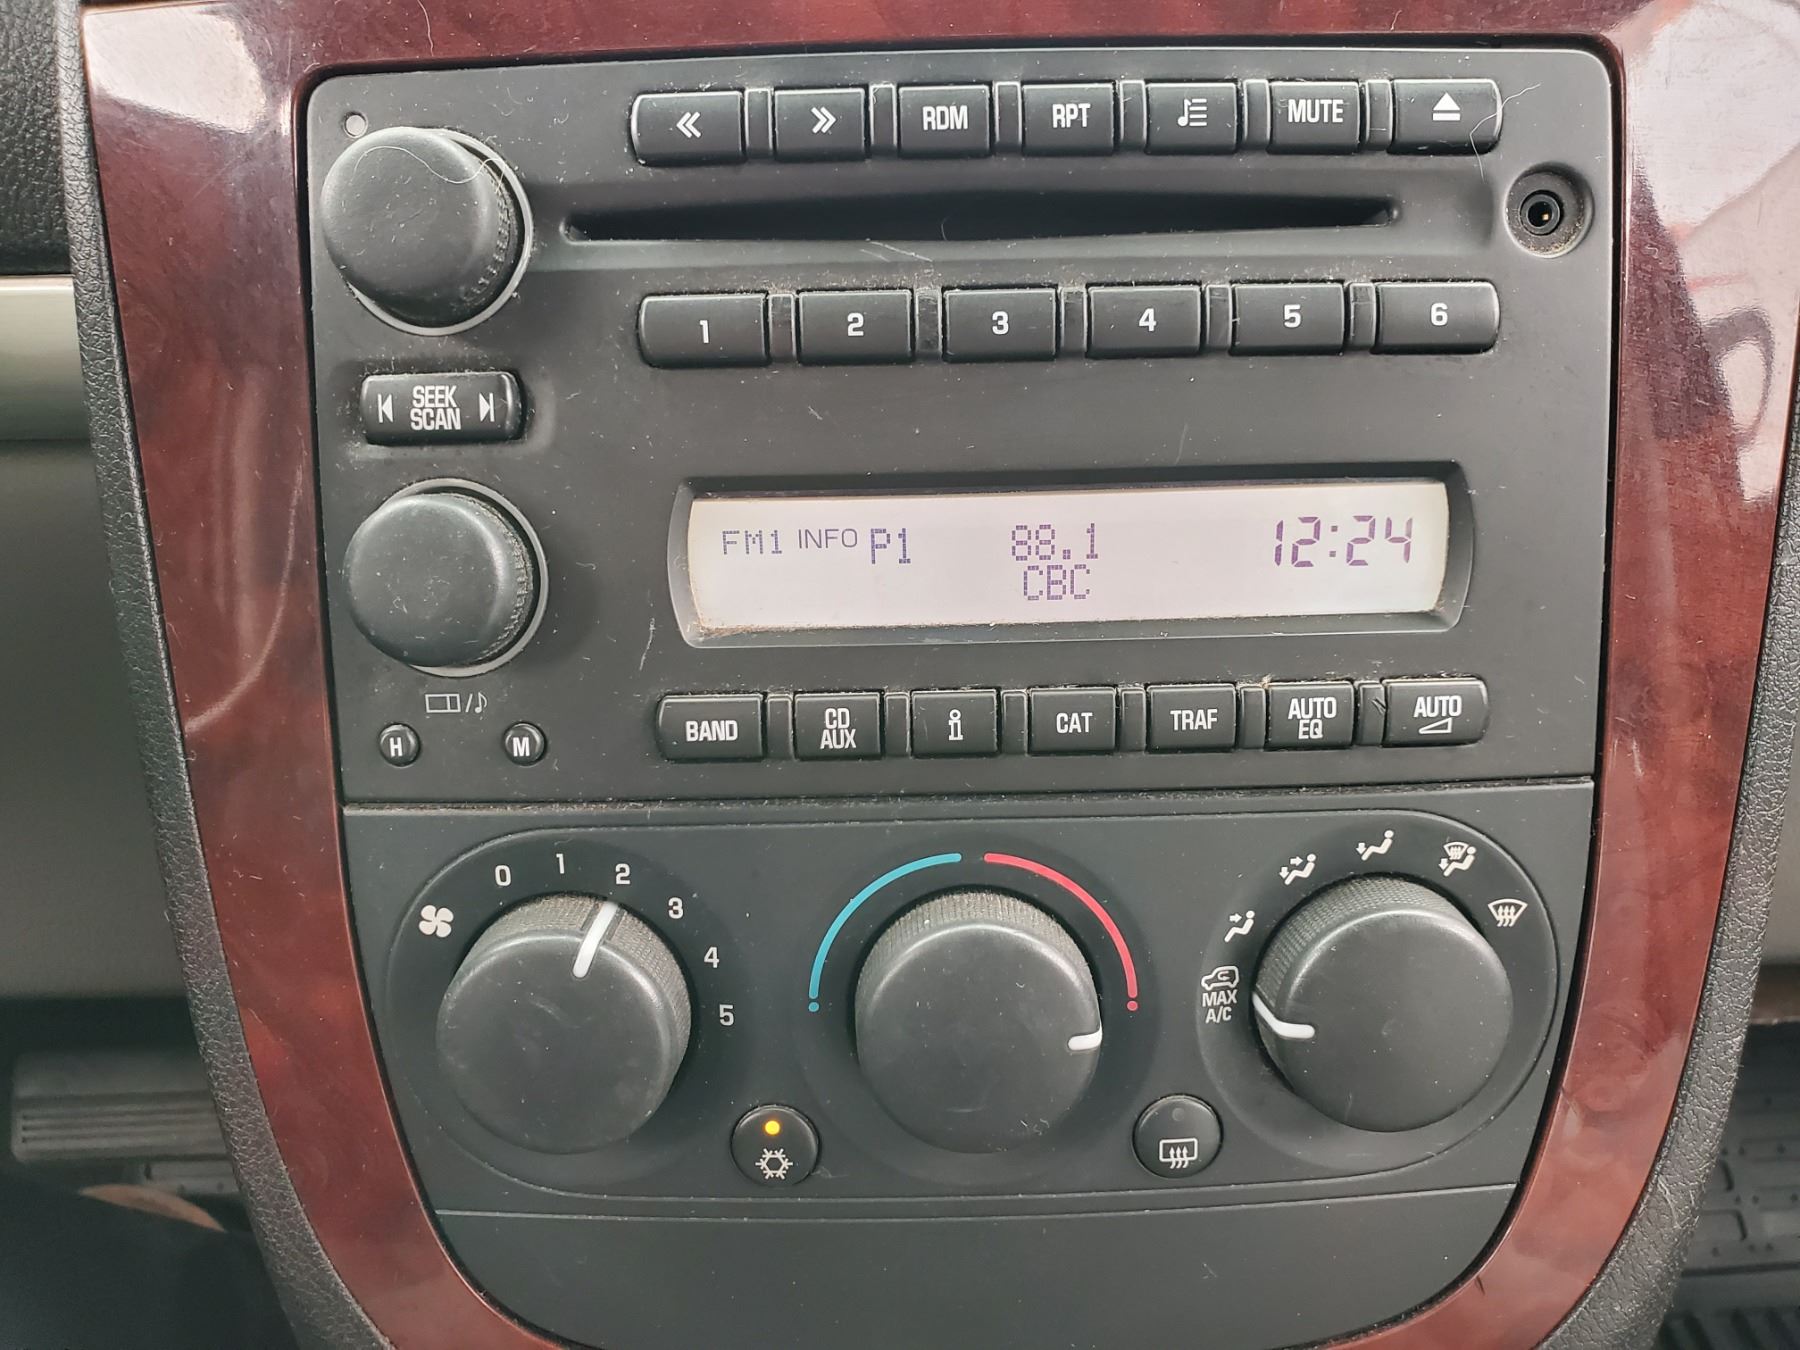 RDM RPT MUTE
1 2 3 4 5 6
SEEK
SCAN
FM1 INFO P1 88.1 12:24
CBC
H M
BAND CD
AUX i CAT TRAF AUTO
EQ AUTO
0 1 2 3 4 5
MAX
A/C